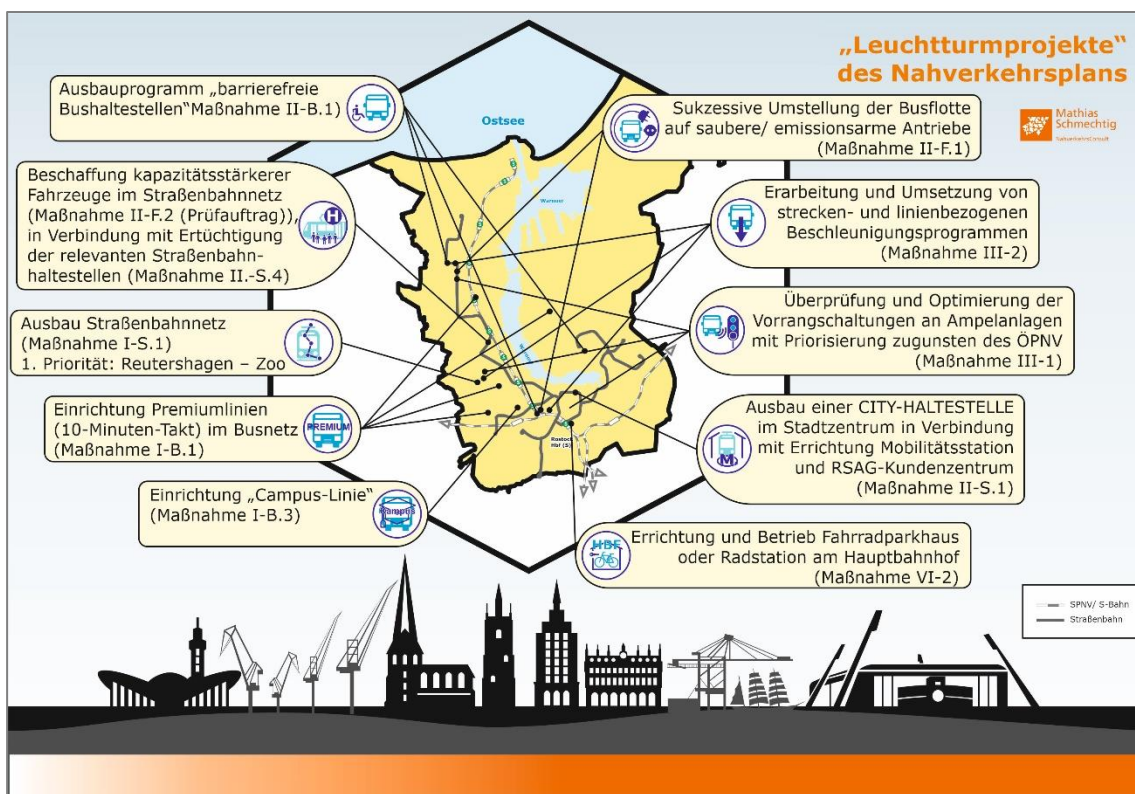 „Leuchtturmprojekte“
des Nahverkehrsplans
Mathias
Schmechtig
NahverkehrsConsult
Ausbauprogramm „barrierefreie
Bushaltestellen“Maßnahme II-B.1)
Beschaffung kapazitätsstärkerer
Fahrzeuge im Straßenbahnnetz
(Maßnahme II-F.2 (Prüfauftrag)),
in Verbindung mit Ertüchtigung
der relevanten Straßenbahn-
haltestellen (Maßnahme II.-S.4)
H
Ausbau Straßenbahnnetz
(Maßnahme I-S.1)
1. Priorität: Reutershagen – Zoo
Einrichtung Premiumlinien
(10-Minuten-Takt) im Busnetz
(Maßnahme I-B.1)
PREMIUM
Einrichtung „Campus-Linie“
(Maßnahme I-B.3)
Kampus
Ostsee
Warnow
Rostock
Hbf (S)
Sukzessive Umstellung der Busflotte
auf saubere/ emissionsarme Antriebe
(Maßnahme II-F.1)
Erarbeitung und Umsetzung von
strecken- und linienbezogenen
Beschleunigungsprogrammen
(Maßnahme III-2)
Überprüfung und Optimierung der
Vorrangschaltungen an Ampelanlagen
mit Priorisierung zugunsten des ÖPNV
(Maßnahme III-1)
Ausbau einer CITY-HALTESTELLE
im Stadtzentrum in Verbindung
mit Errichtung Mobilitätsstation
und RSAG-Kundenzentrum
(Maßnahme II-S.1)
M
HBF
Errichtung und Betrieb Fahrradparkhaus
oder Radstation am Hauptbahnhof
(Maßnahme VI-2)
SPNV/ S-Bahn
Straßenbahn